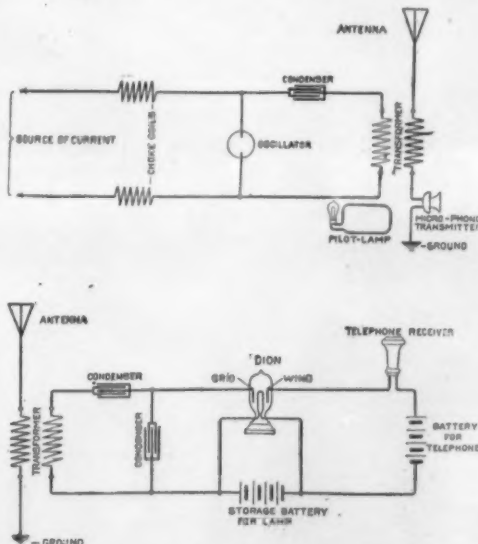 ANTENNA
CONDENSER
SOURCE OF CURRENT
CHOKE COILS
OSCILLATOR
TRANSFORMER
PILOT-LAMP
MICRO-PHONE
TRANSMITTER
GROUND
ANTENNA
TELEPHONE RECEIVER
CONDENSER
'DION
GRID
WING
TRANSFORMER
CONDENSER
BATTERY
FOR
TELEPHONE
STORAGE BATTERY
FOR LAMP
GROUND